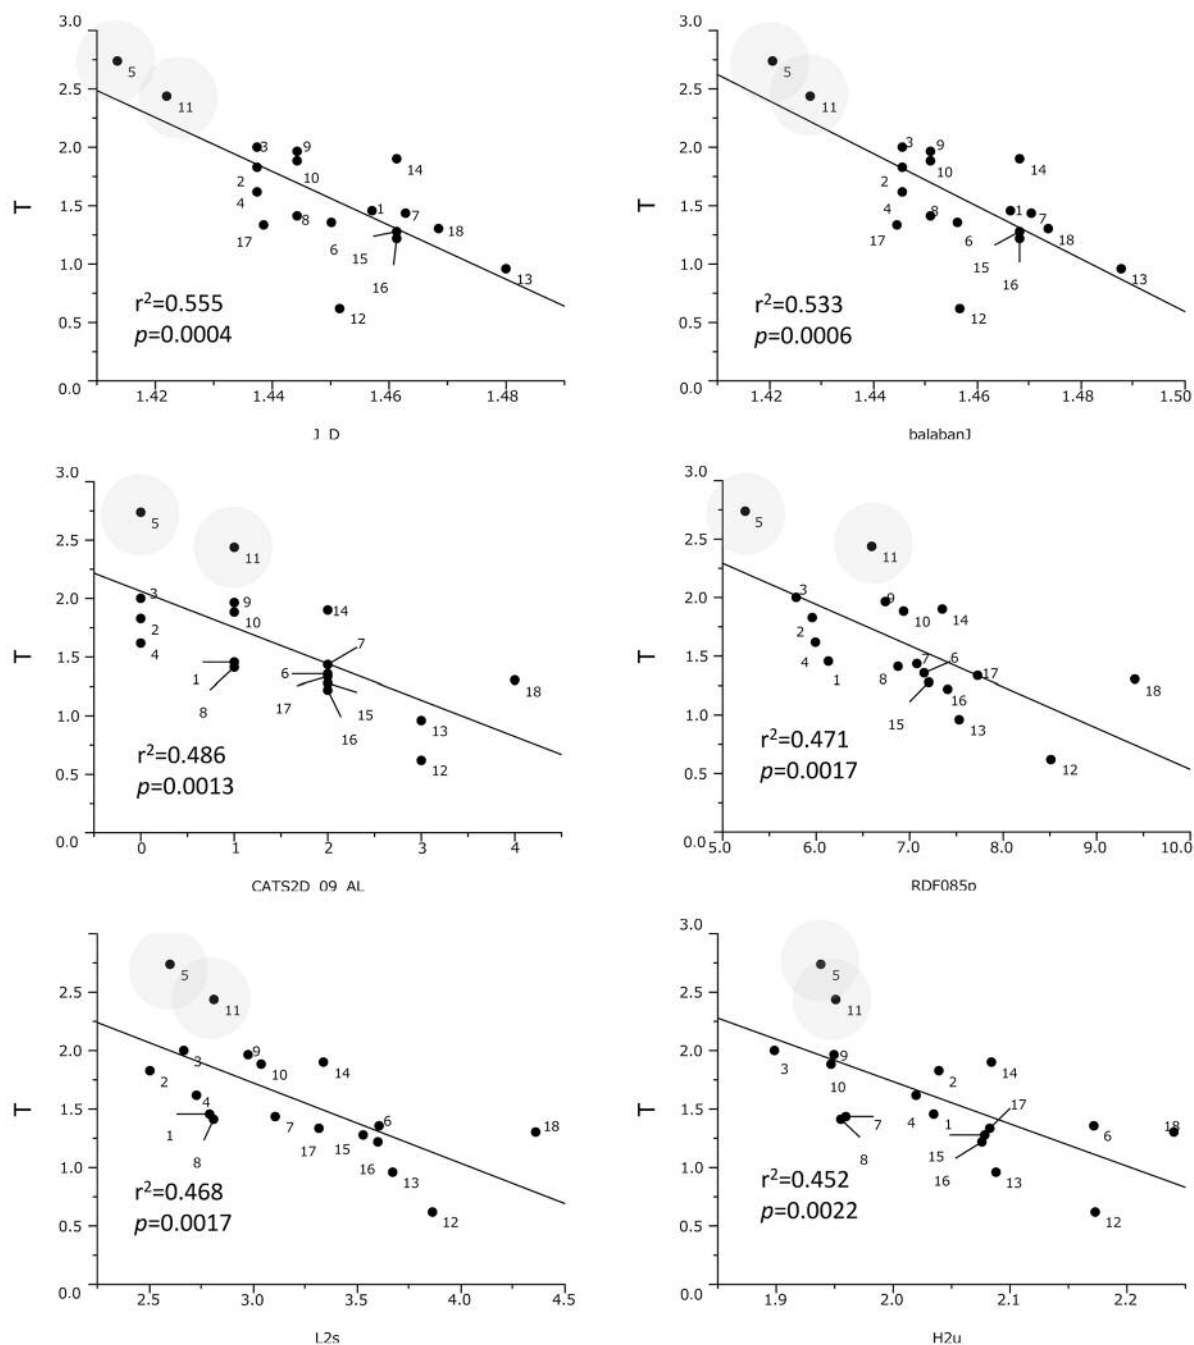 3.0
5
2.5
11
3 9
2.0
14
2 10
T 1.5 4 1 7
8 18
17 6 15
1.0 13
16
r²=0.555
0.5 p=0.0004 12
0.0
1.42 1.44 1.46 1.48
J_D
3.0
5
2.5
11
3 9
2.0
10 14
2
T 1.5 4 8 1 7
17 6 18
15
1.0 16 13
r²=0.533
0.5 p=0.0006 12
0.0
1.42 1.44 1.46 1.48 1.50
balabanJ
3.0
5
2.5
11
3 9
2.0
10 14
2
T 1.5 4 7
1 6
8 17 15 18
1.0 16 13
r²=0.486
0.5 p=0.0013 12
0.0
0 1 2 3 4
CATS2D_09_AL
3.0
5
2.5
11
3 9
2.0
10 14
2
T 1.5 4 1 8 7 6 17
18
16
1.0 15 13
r²=0.471
0.5 p=0.0017 12
0.0
5.0 6.0 7.0 8.0 9.0 10.0
RDF085p
5
2.5
11
2.0 3 9
2 10 14
T 1.5 4 6
1 7 17 15 18
8 16
1.0 13
r²=0.468
0.5 p=0.0017 12
0.0
2.5 3.0 3.5 4.0 4.5
L2s
5
2.5
11
2.0 9
3 10 2 14
T 1.5 17
7 4 1 6 18
8 15
1.0 16 13
r²=0.452
0.5 p=0.0022 12
0.0
1.9 2.0 2.1 2.2
H2u